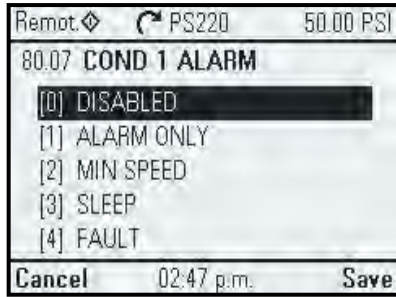 Remot. PS220 50.00 PSI
80.07 COND 1 ALARM
[0] DISABLED
[1] ALARM ONLY
[2] MIN SPEED
[3] SLEEP
[4] FAULT
Cancel 02:47 p.m. Save